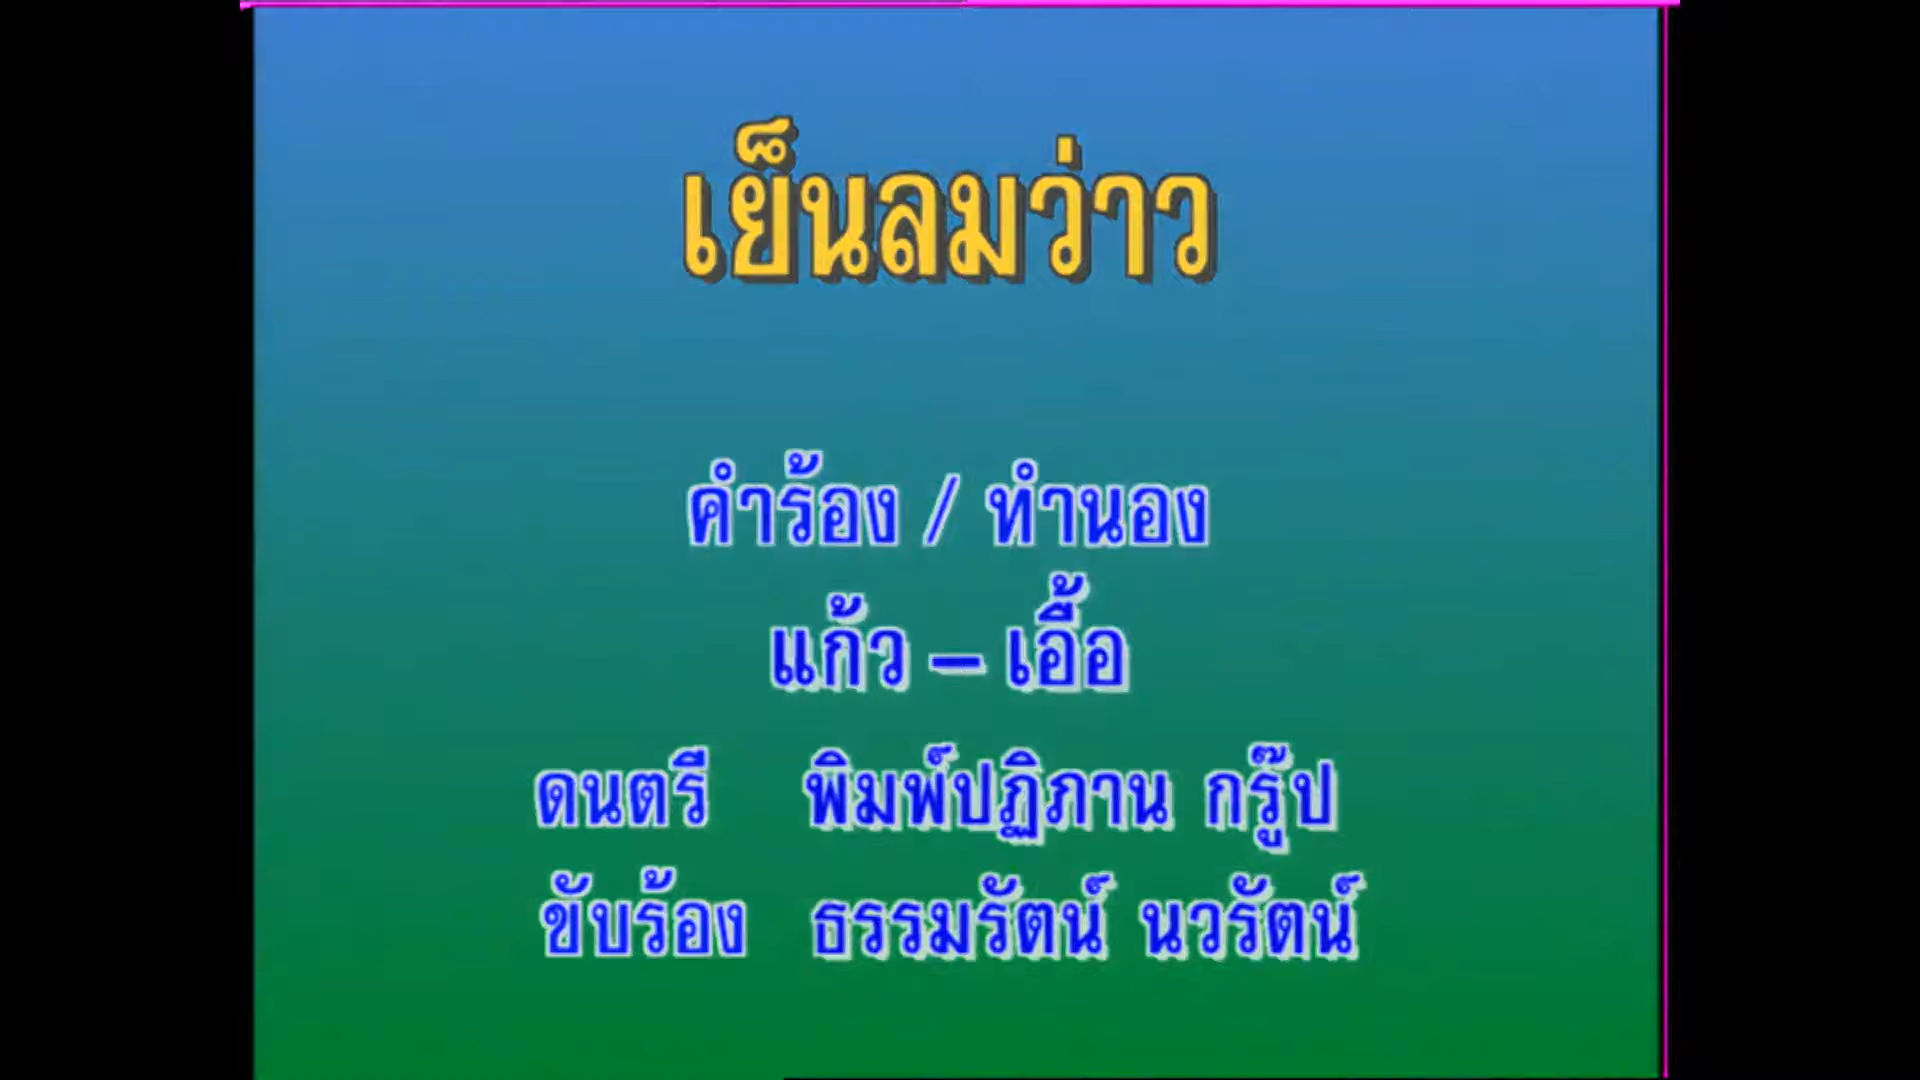 เย็นลมว่าว
คำร้อง / ทำนอง
แก้ว – เอื้อ
ดนตรี พิมพ์ปฏิภาน กรุ๊ป
ขับร้อง ธรรมรัตน์ นวรัตน์